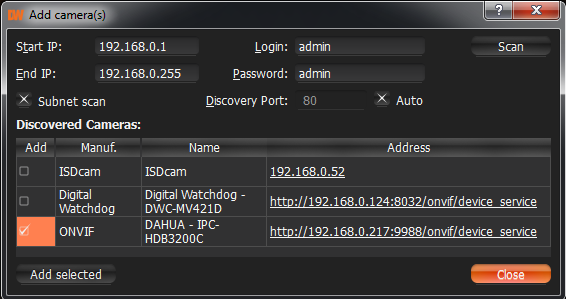 DW Add camera(s) ? X
Start IP: 192.168.0.1 Login: admin Scan
End IP: 192.168.0.255 Password: admin
Subnet scan Discovery Port: 80 Auto
Discovered Cameras:
Add Manuf. Name Address
ISDcam ISDcam 192.168.0.52
Digital Watchdog Digital Watchdog - DWC-MV421D http://192.168.0.124:8032/onvif/device_service
ONVIF DAHUA - IPC-HDB3200C http://192.168.0.217:9988/onvif/device_service
Add selected Close